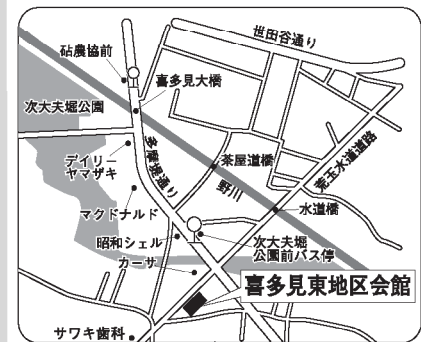 世田谷通り
砧農協前
喜多見大橋
次大夫堀公園
多摩堤通り
荒玉水道道路
デイリー
ヤマザキ
茶屋道橋
野川
マクドナルド
水道橋
昭和シェル
次大夫堀
公園前バス停
カーサ
喜多見東地区会館
サワキ歯科